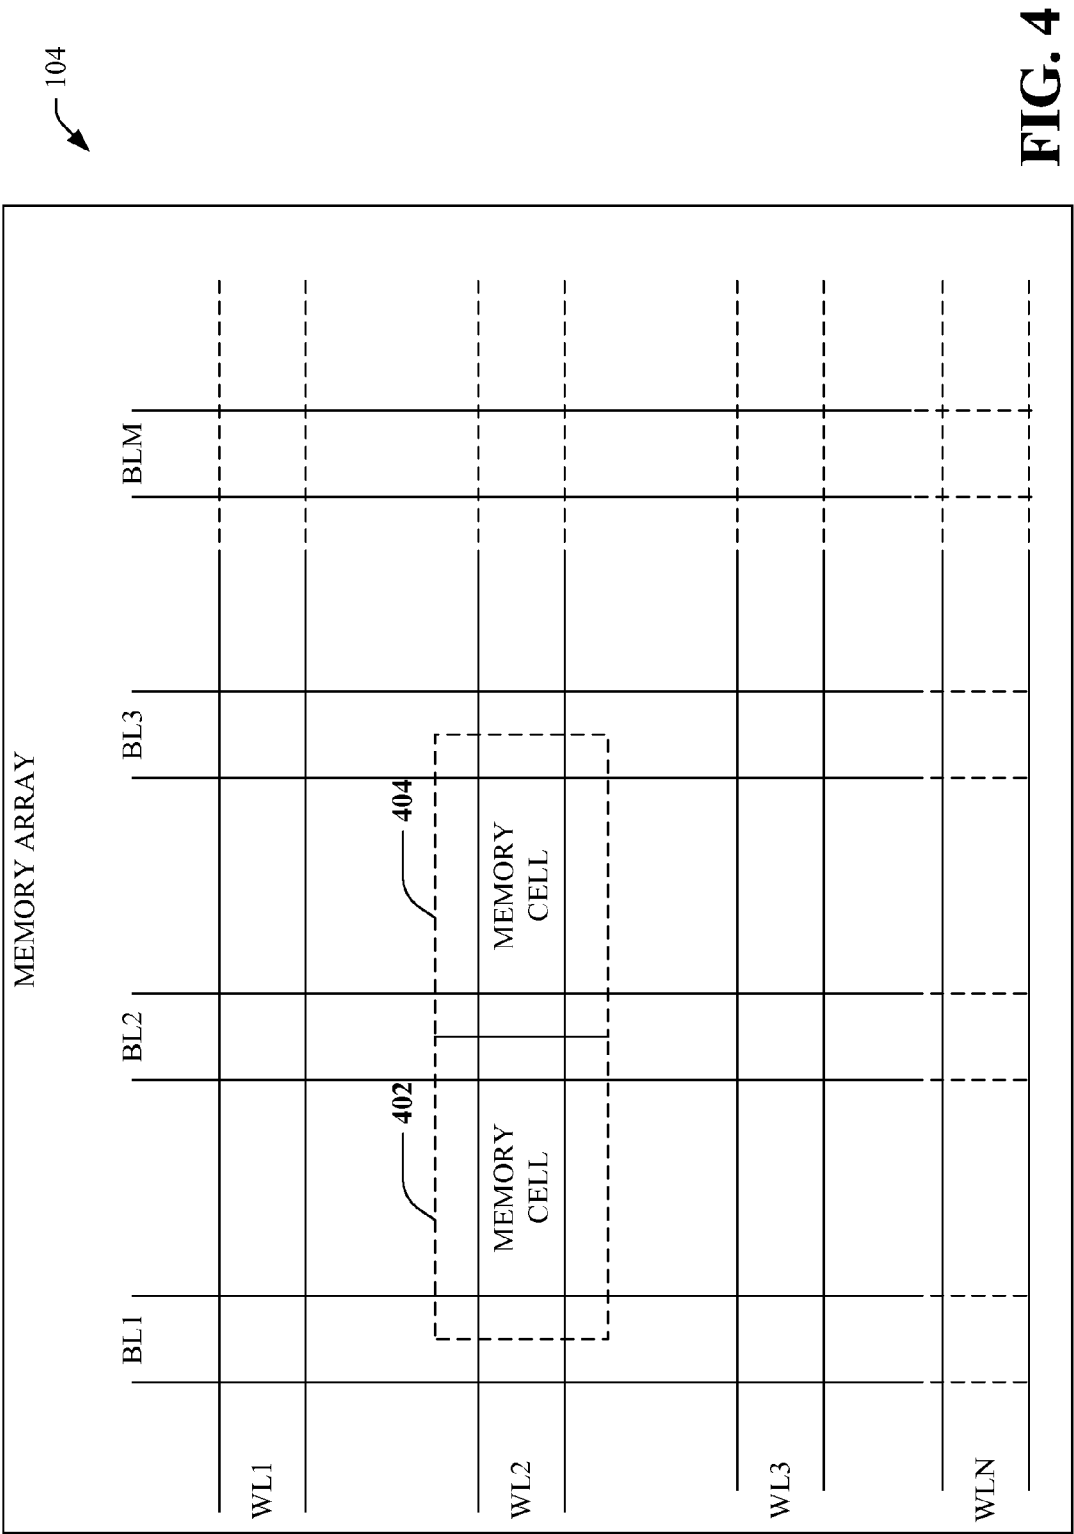 104
MEMORY ARRAY
BL1
BL2
BL3
BLM
WL1
402
404
WL2
MEMORY
CELL
MEMORY
CELL
WL3
WLN
FIG. 4